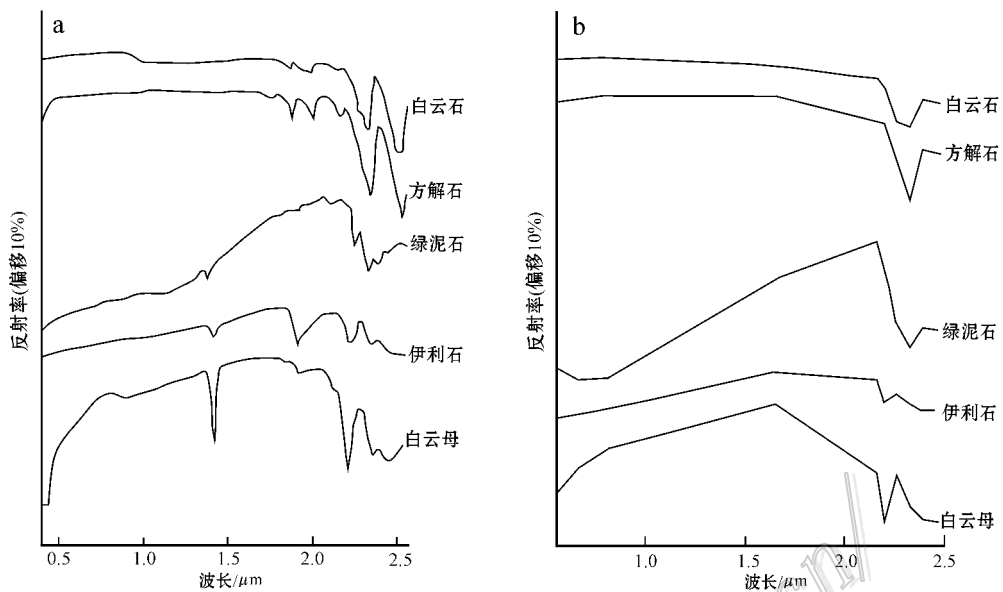 a
反射率(偏移10%)
白云石
方解石
绿泥石
伊利石
白云母
0.5 1.0 1.5 2.0 2.5
波长/μm
b
反射率(偏移10%)
白云石
方解石
绿泥石
伊利石
白云母
1.0 1.5 2.0 2.5
波长/μm